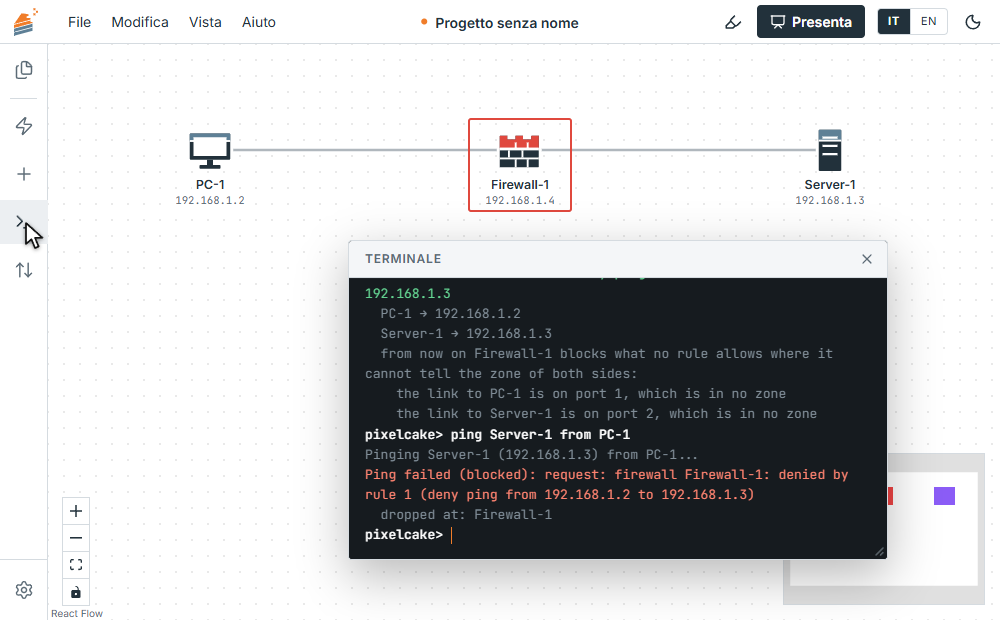 File Modifica Vista Aiuto
Progetto senza nome
Presenta
IT EN
PC-1
192.168.1.2
Firewall-1
192.168.1.4
Server-1
192.168.1.3
TERMINALE
192.168.1.3
PC-1 → 192.168.1.2
Server-1 → 192.168.1.3
from now on Firewall-1 blocks what no rule allows where it
cannot tell the zone of both sides:
the link to PC-1 is on port 1, which is in no zone
the link to Server-1 is on port 2, which is in no zone
pixelcake> ping Server-1 from PC-1
Pinging Server-1 (192.168.1.3) from PC-1...
Ping failed (blocked): request: firewall Firewall-1: denied by
rule 1 (deny ping from 192.168.1.2 to 192.168.1.3)
dropped at: Firewall-1
pixelcake>
React Flow